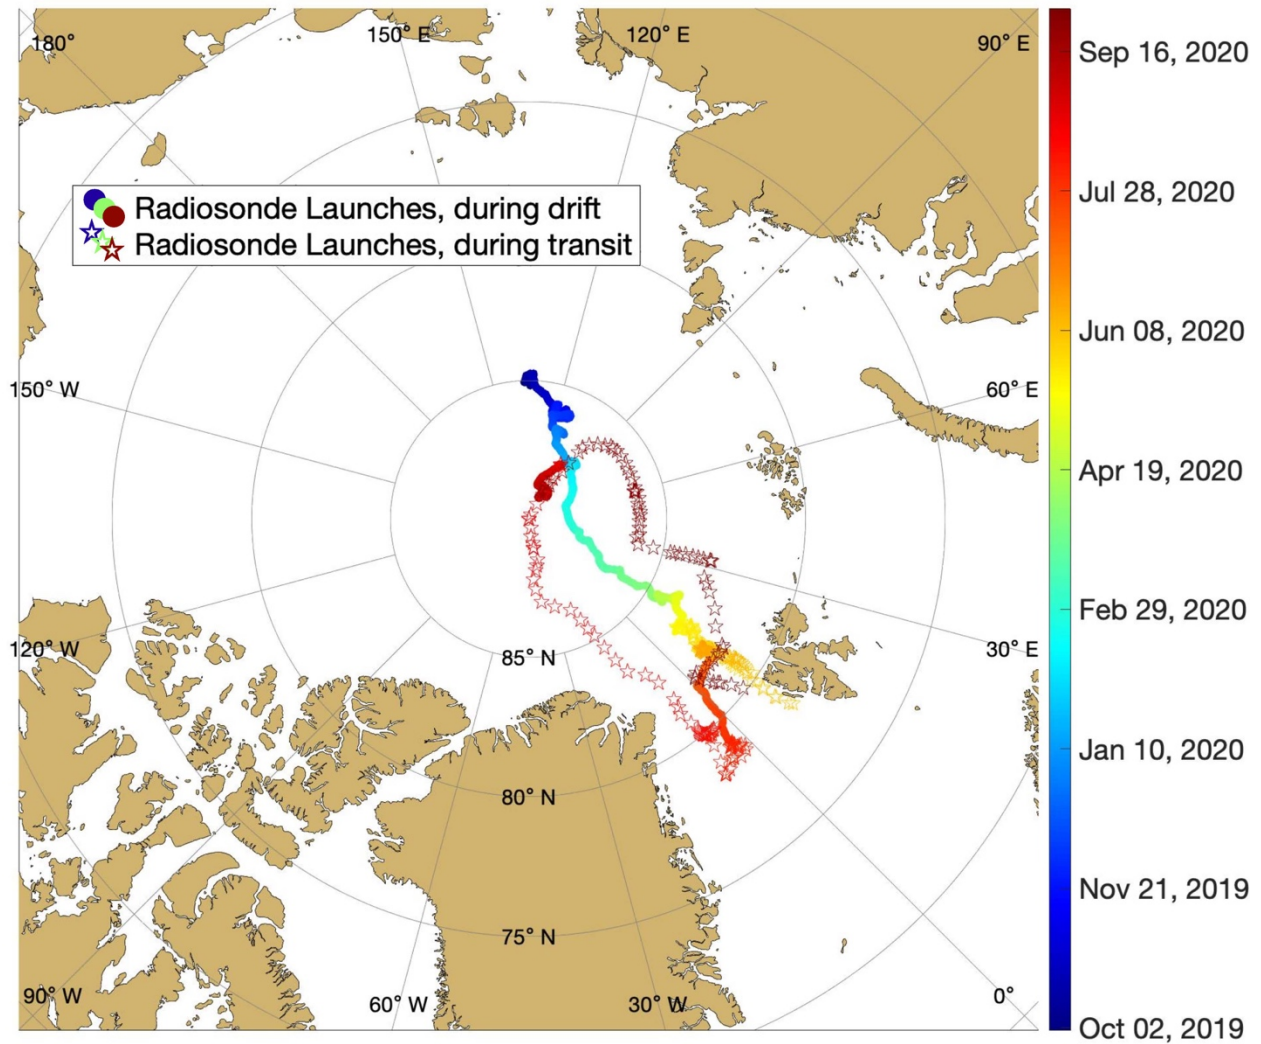 180°
150° E
120° E
90° E
Radiosonde Launches, during drift
Radiosonde Launches, during transit
150° W
60° E
120° W
85° N
30° E
80° N
75° N
90° W
60° W
30° W
0°
Sep 16, 2020
Jul 28, 2020
Jun 08, 2020
Apr 19, 2020
Feb 29, 2020
Jan 10, 2020
Nov 21, 2019
Oct 02, 2019